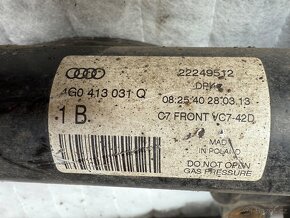 22249512
4G0 413 031 Q
08:25:40 28.03.13
1 B.
C7 FRONT VC7-42D
MADE
IN POLAND
DO NOT OPEN
GAS PRESSURE